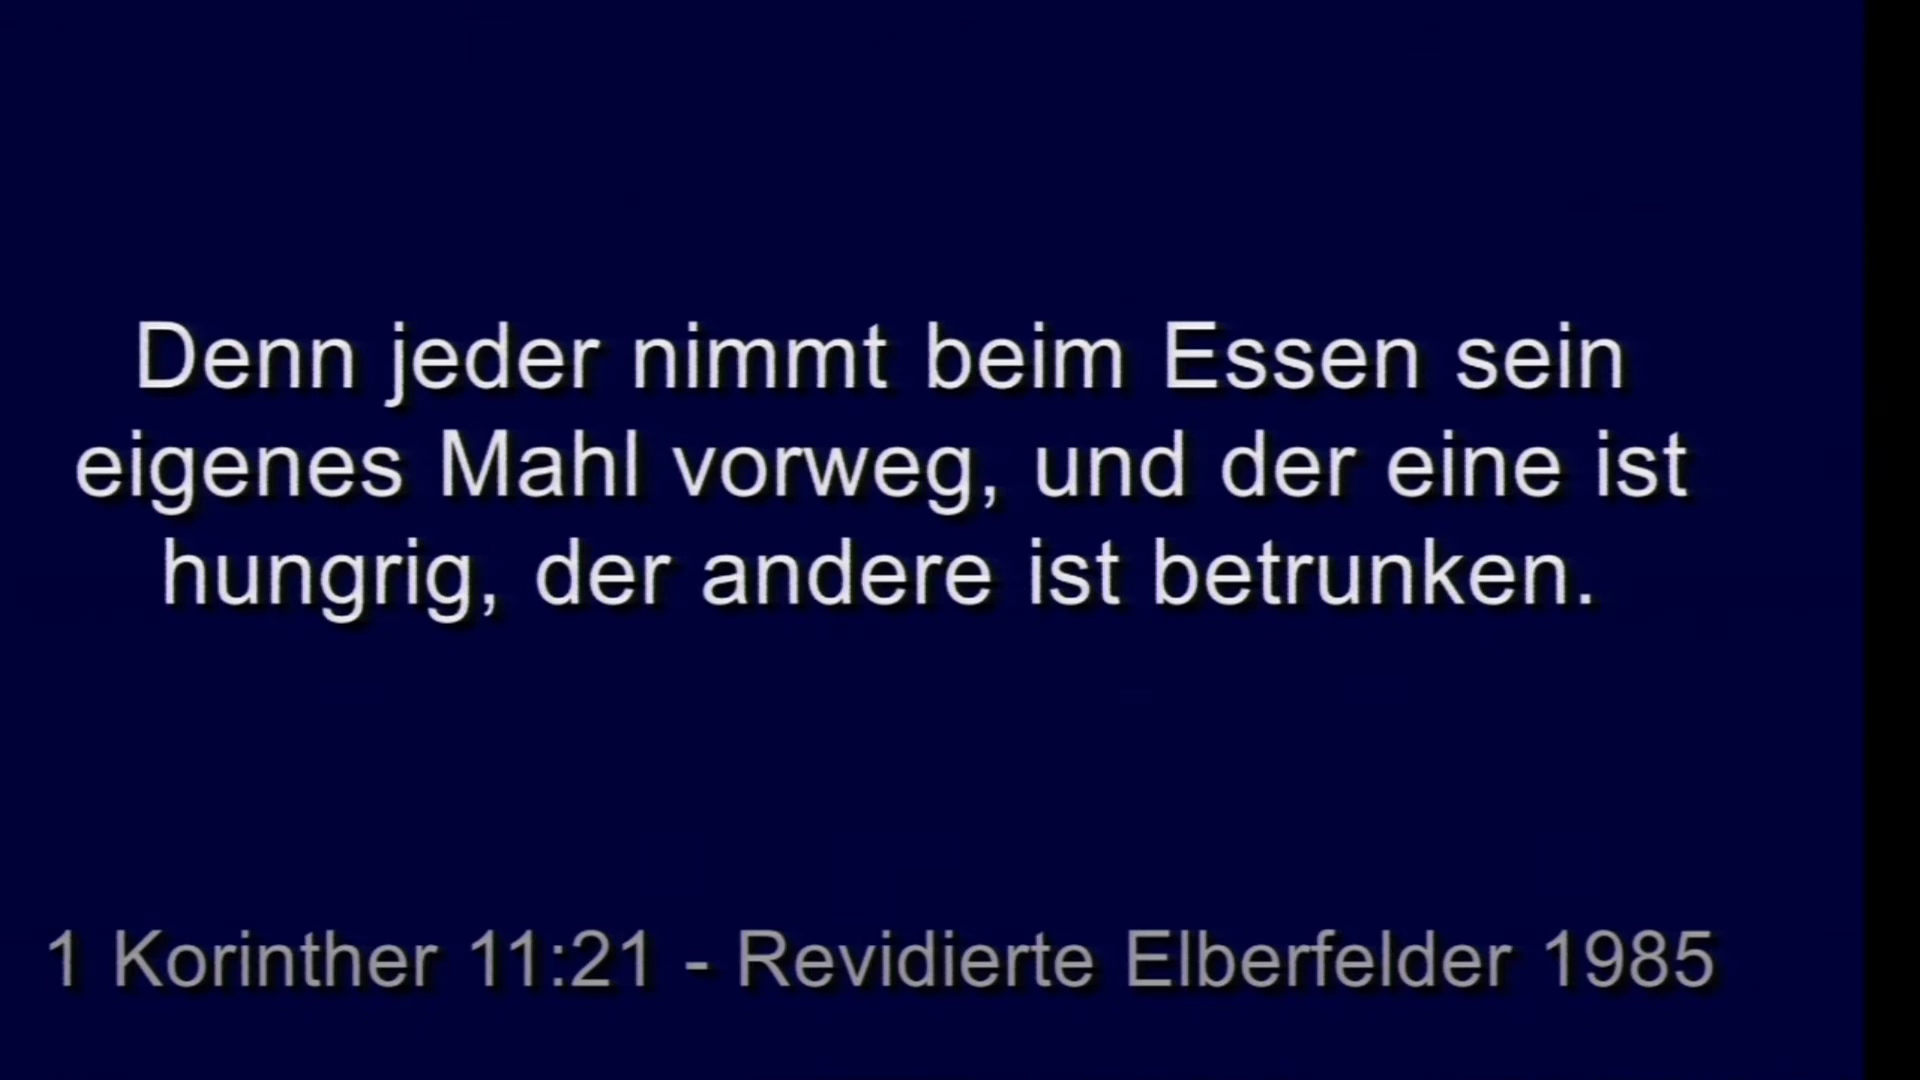 Denn jeder nimmt beim Essen sein
eigenes Mahl vorweg, und der eine ist
hungrig, der andere ist betrunken.
1 Korinther 11:21 - Revidierte Elberfelder 1985